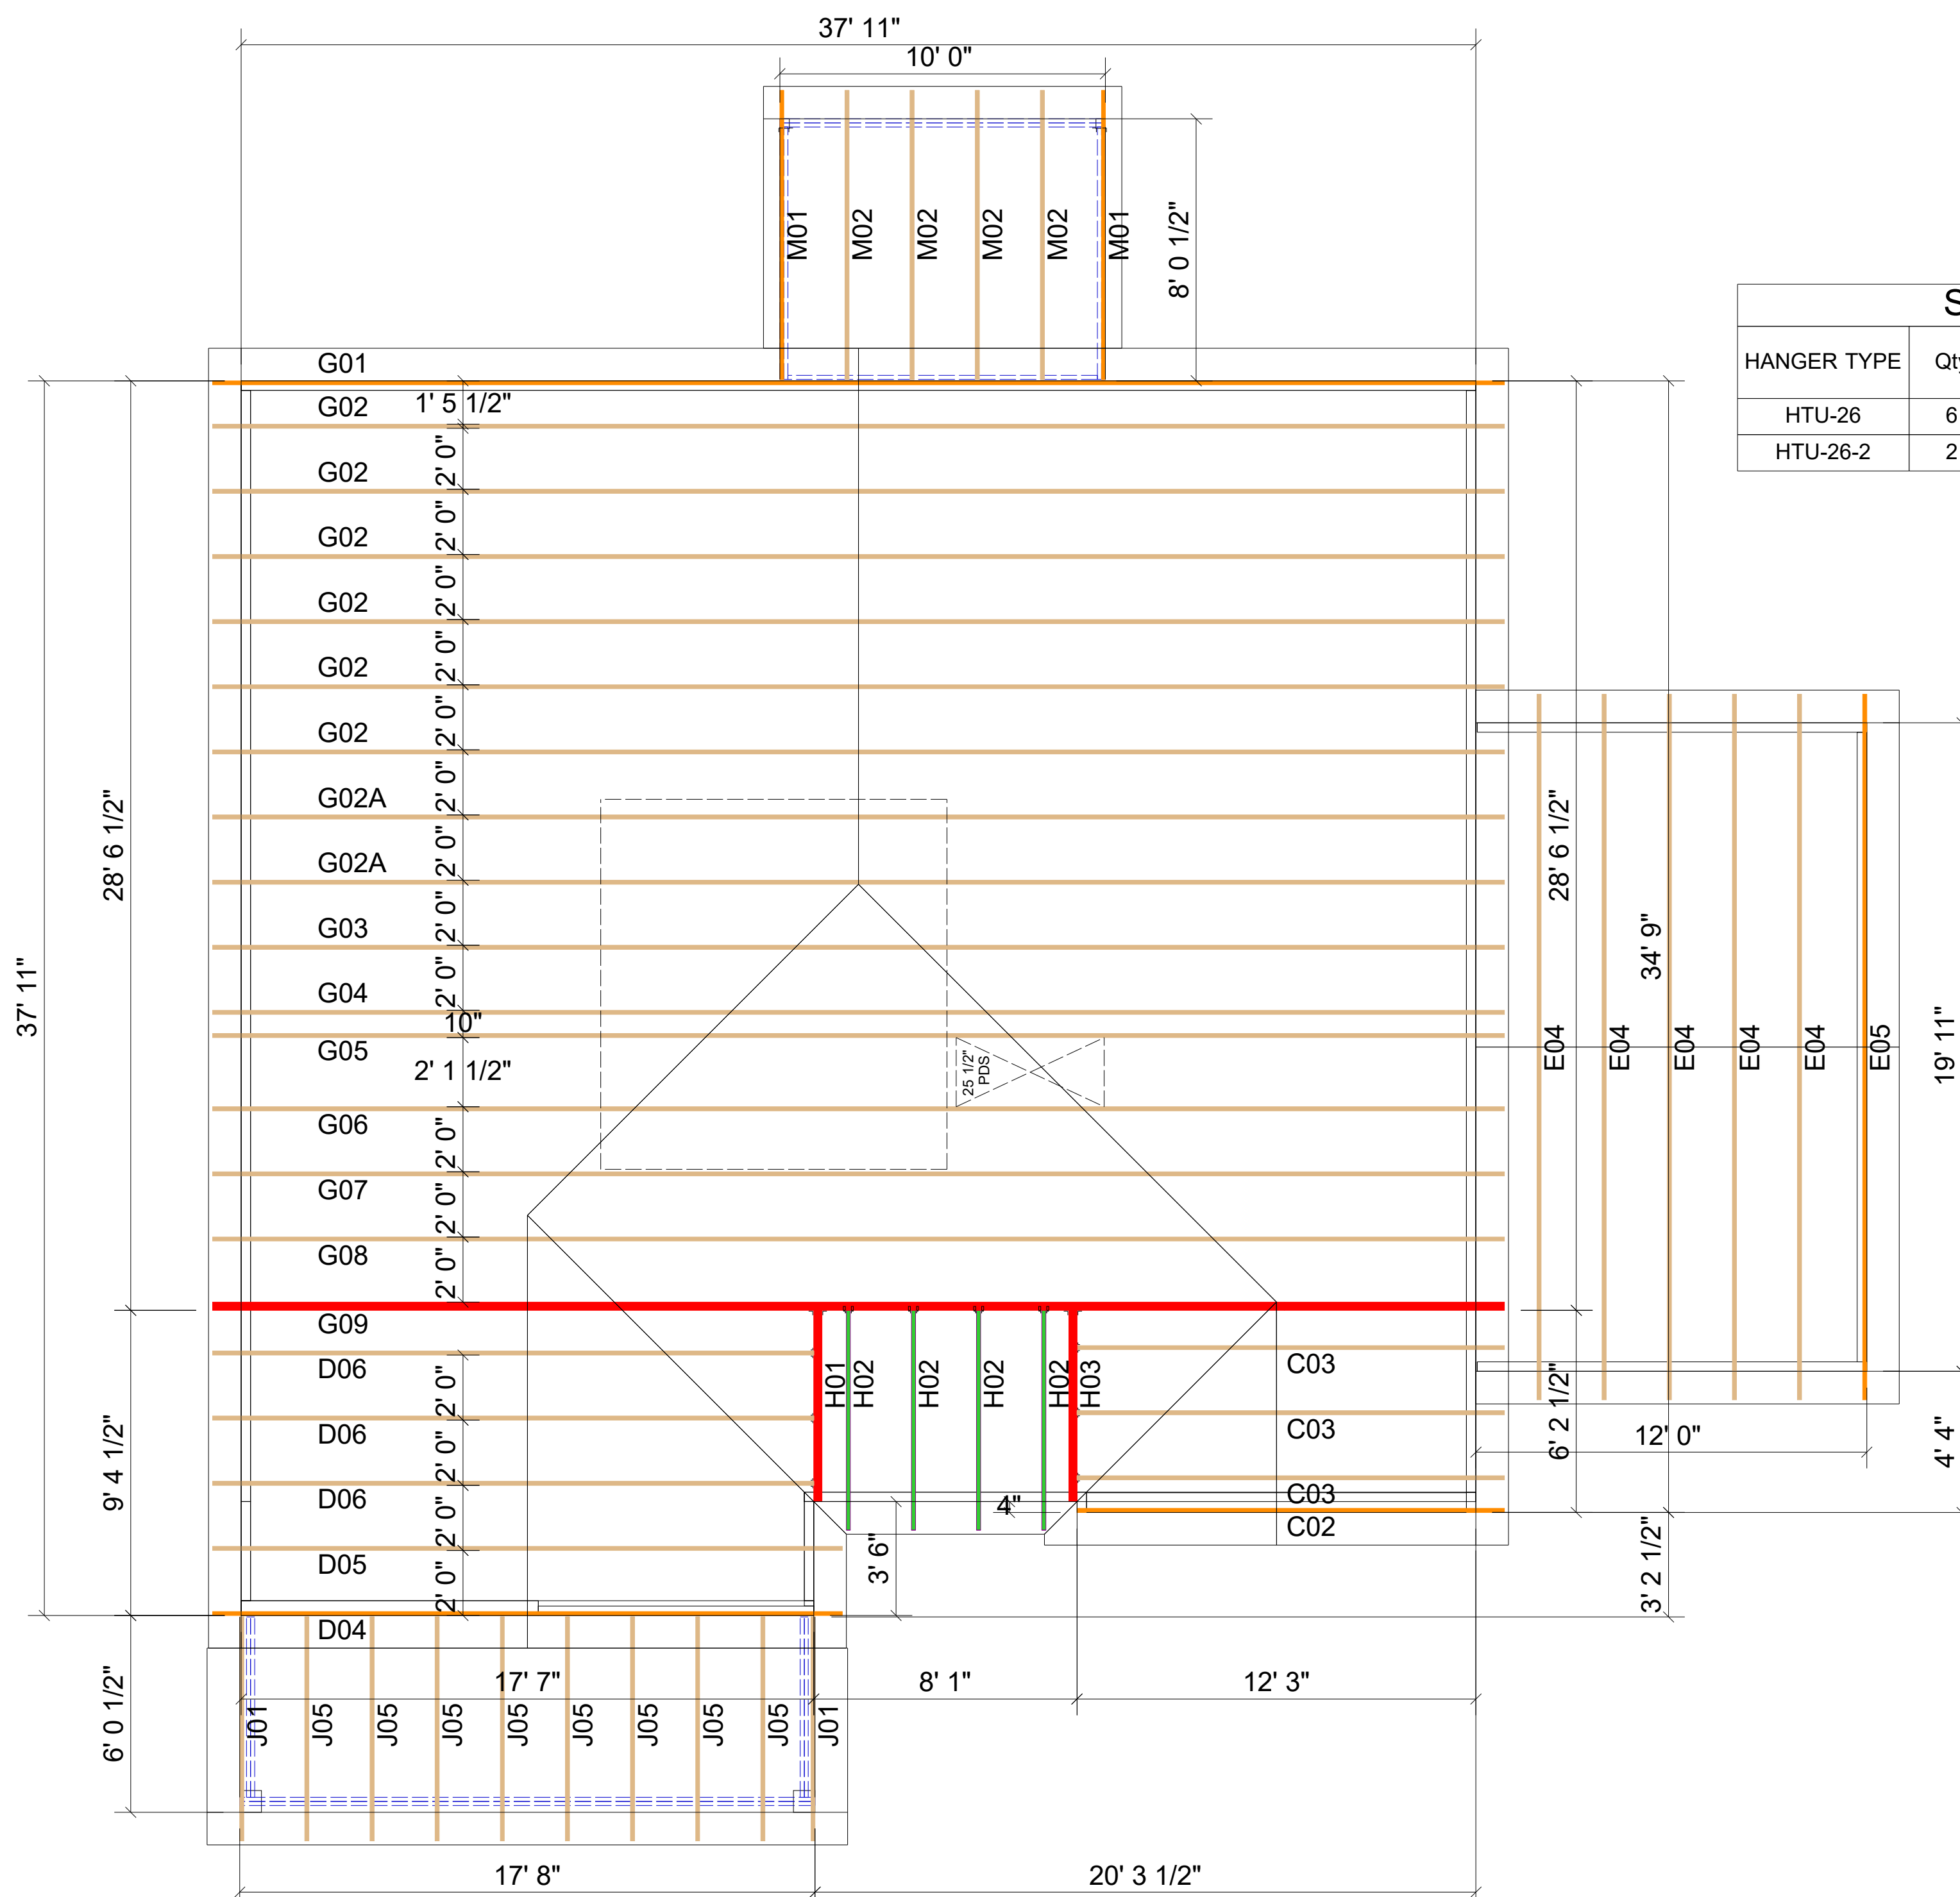 37' 11"
10' 0"
M01
M02
M02
M02
M02
M01
8' 0 1/2"
HANGER TYPE
HTU-26
6
HTU-26-2
2
G01
1' 5 1/2"
G02
2' 0"
G02
2' 0"
G02
2' 0"
G02
2' 0"
G02
2' 0"
G02
2' 0"
G02A
2' 0"
G02A
2' 0"
G03
2' 0"
G04
10"
G05
2' 1 1/2"
25 1/2"
PDS
G06
2' 0"
G07
2' 0"
G08
2' 0"
G09
28' 6 1/2"
37' 11"
28' 6 1/2"
34' 9"
E04
E04
E04
E04
E04
E05
19' 11"
D06
2' 0"
D06
2' 0"
D06
2' 0"
D05
2' 0"
D04
9' 4 1/2"
H01
H02
H02
H02
H02
H03
C03
C03
C03
C02
4"
3' 6"
6' 2 1/2"
12' 0"
4' 4"
3' 2 1/2"
17' 7"
8' 1"
12' 3"
6' 0 1/2"
J01
J05
J05
J05
J05
J05
J05
J05
J05
J01
17' 8"
20' 3 1/2"